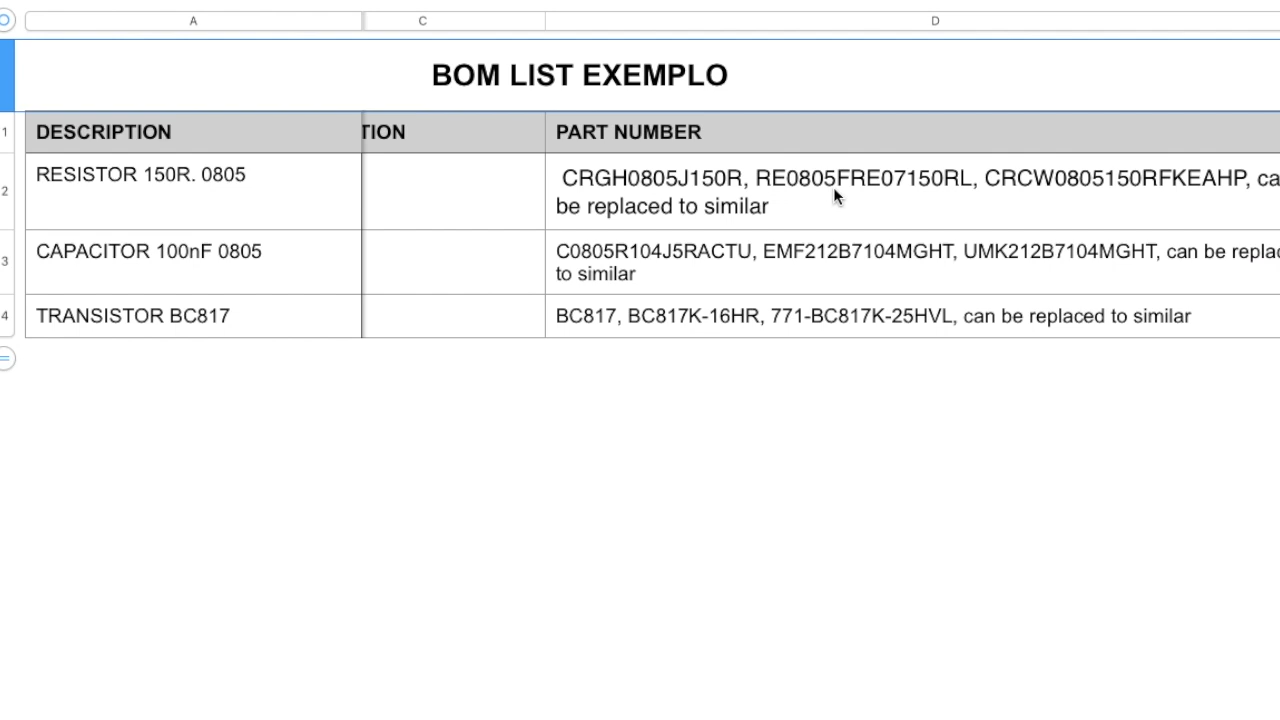 A C D
BOM LIST EXEMPLO
1 DESCRIPTION TION PART NUMBER
2 RESISTOR 150R. 0805 CRGH0805J150R, RE0805FRE07150RL, CRCW0805150RFKEAHP, ca
be replaced to similar
3 CAPACITOR 100nF 0805 C0805R104J5RACTU, EMF212B7104MGHT, UMK212B7104MGHT, can be replac
to similar
4 TRANSISTOR BC817 BC817, BC817K-16HR, 771-BC817K-25HVL, can be replaced to similar